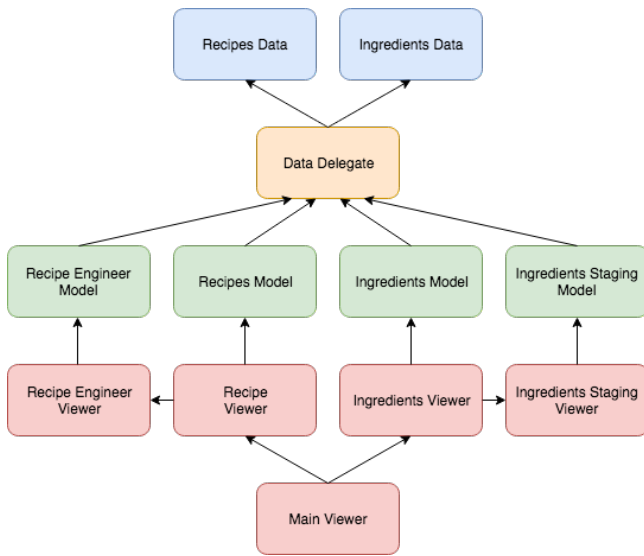 Recipes Data
Ingredients Data
Data Delegate
Recipe Engineer
Model
Recipes Model
Ingredients Model
Ingredients Staging
Model
Recipe Engineer
Viewer
Recipe
Viewer
Ingredients Viewer
Ingredients Staging
Viewer
Main Viewer